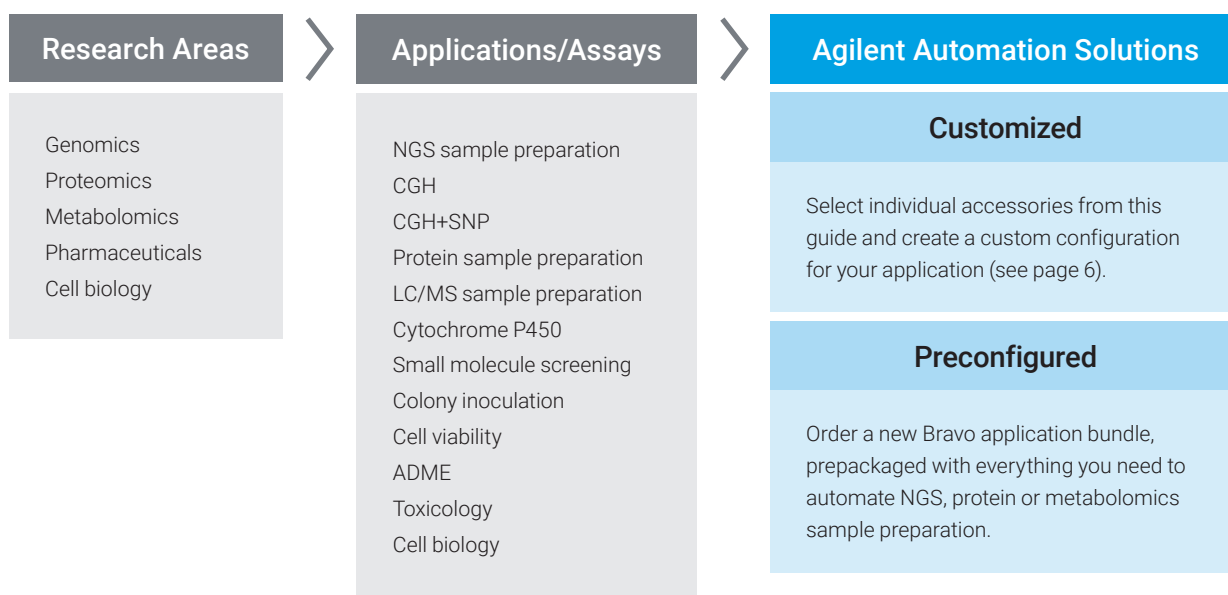 Research Areas
Genomics
Proteomics
Metabolomics
Pharmaceuticals
Cell biology
Applications/Assays
NGS sample preparation
CGH
CGH+SNP
Protein sample preparation
LC/MS sample preparation
Cytochrome P450
Small molecule screening
Colony inoculation
Cell viability
ADME
Toxicology
Cell biology
Agilent Automation Solutions
Customized
Select individual accessories from this
guide and create a custom configuration
for your application (see page 6).
Preconfigured
Order a new Bravo application bundle,
prepackaged with everything you need to
automate NGS, protein or metabolomics
sample preparation.